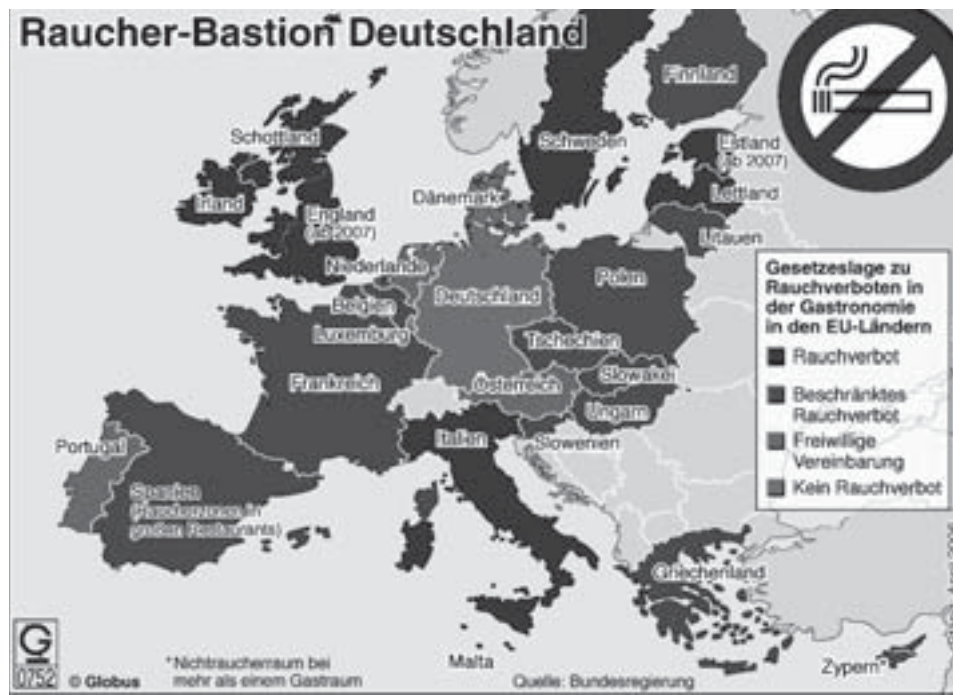 Raucher-Bastion Deutschland
Finnland
Schottland
Schweden
Estland
(ab 2007)
Irland
Dänemark
Lettland
England
(ab 2007)
Litauen
Niederlande
Polen
Deutschland
Belgien
Luxemburg
Tschechien
Frankreich
Slowakei
Österreich
Ungarn
Italien
Slowenien
Portugal
Spanien
(Raucherzonen in
großen Restaurants)
Griechenland
Malta
Zypern*
Gesetzeslage zu
Rauchverboten in
der Gastronomie
in den EU-Ländern
Rauchverbot
Beschränktes
Rauchverbot
Freiwillige
Vereinbarung
Kein Rauchverbot
G
0752
© Globus
*Nichtraucherraum bei
mehr als einem Gastraum
Quelle: Bundesregierung